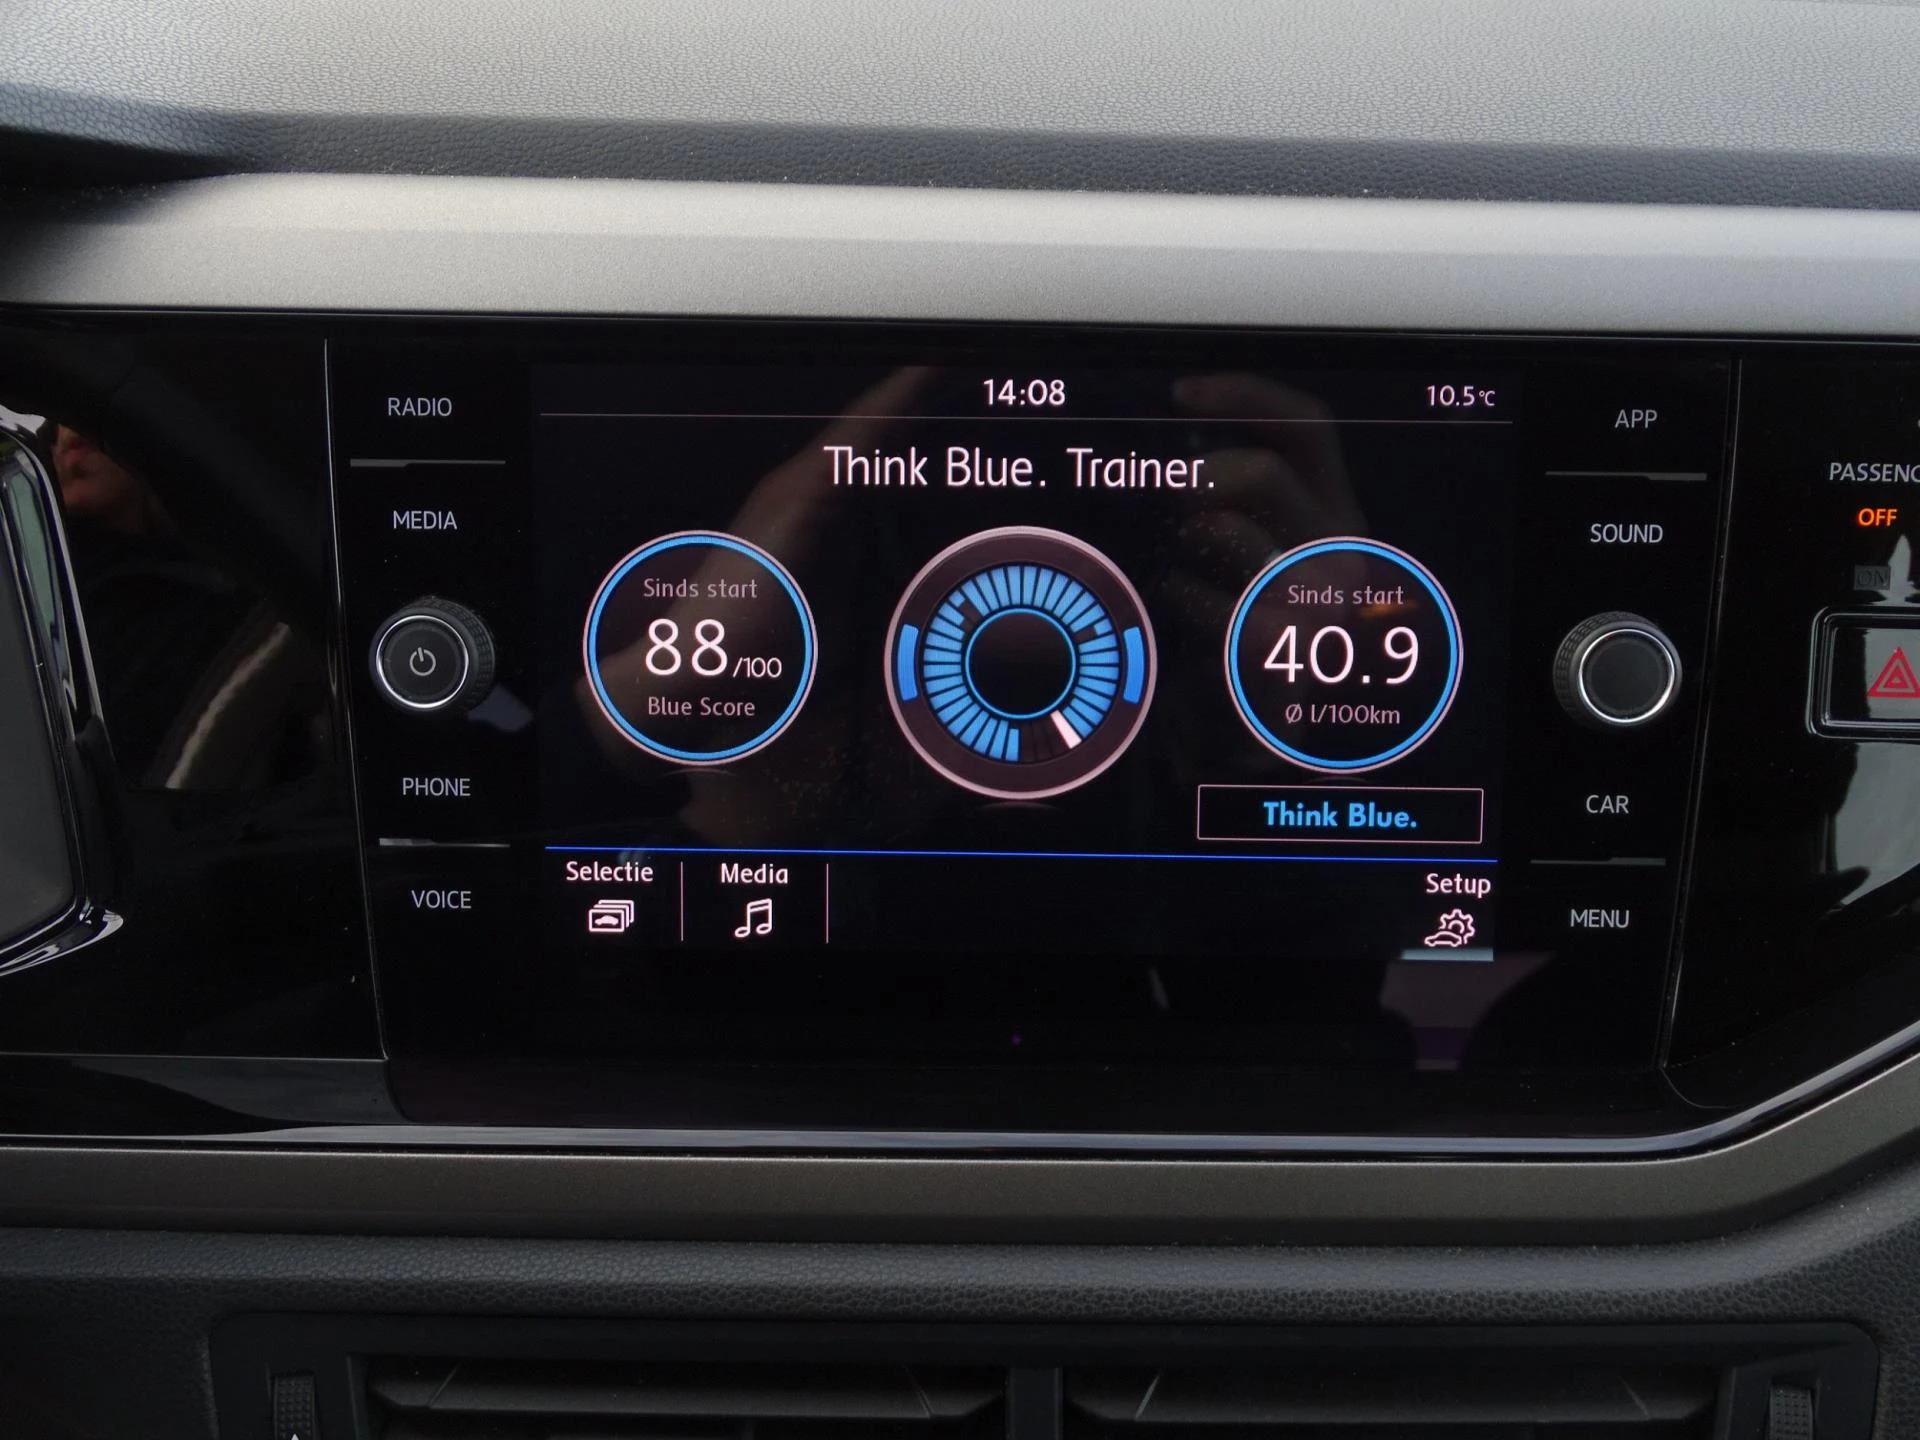 14:08
10.5°C
Think Blue. Trainer.
Sinds start
88/100
Blue Score
Sinds start
40.9
Ø l/100km
Think Blue.
Selectie
Media
Setup
RADIO
MEDIA
PHONE
VOICE
APP
SOUND
CAR
MENU
PASSENG
OFF
ON